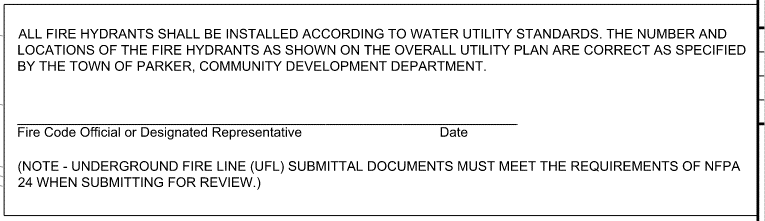 ALL FIRE HYDRANTS SHALL BE INSTALLED ACCORDING TO WATER UTILITY STANDARDS. THE NUMBER AND
LOCATIONS OF THE FIRE HYDRANTS AS SHOWN ON THE OVERALL UTILITY PLAN ARE CORRECT AS SPECIFIED
BY THE TOWN OF PARKER, COMMUNITY DEVELOPMENT DEPARTMENT.
Fire Code Official or Designated Representative Date
(NOTE - UNDERGROUND FIRE LINE (UFL) SUBMITTAL DOCUMENTS MUST MEET THE REQUIREMENTS OF NFPA
24 WHEN SUBMITTING FOR REVIEW.)